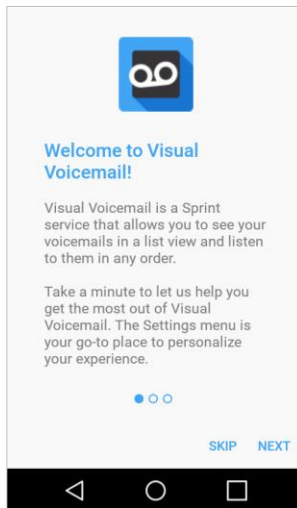 Welcome to Visual
Voicemail!
Visual Voicemail is a Sprint
service that allows you to see your
voicemails in a list view and listen
to them in any order.
Take a minute to let us help you
get the most out of Visual
Voicemail. The Settings menu is
your go-to place to personalize
your experience.
SKIP NEXT